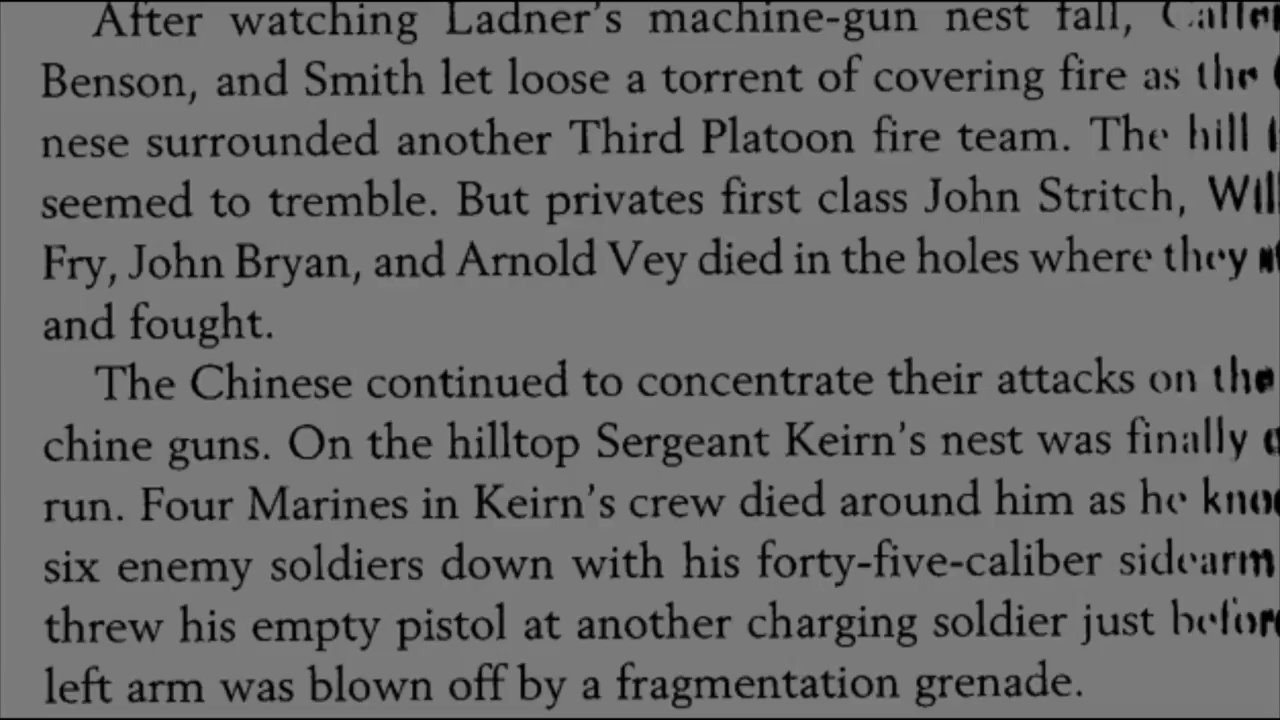 After watching Ladner's machine-gun nest fall,
Benson, and Smith let loose a torrent of covering fire as the
nese surrounded another Third Platoon fire team. The hill
seemed to tremble. But privates first class John Stritch,
Fry, John Bryan, and Arnold Vey died in the holes where they
and fought.
The Chinese continued to concentrate their attacks on the
chine guns. On the hilltop Sergeant Keirn's nest was finally
run. Four Marines in Keirn's crew died around him as he
six enemy soldiers down with his forty-five-caliber sidearm
threw his empty pistol at another charging soldier just before
left arm was blown off by a fragmentation grenade.